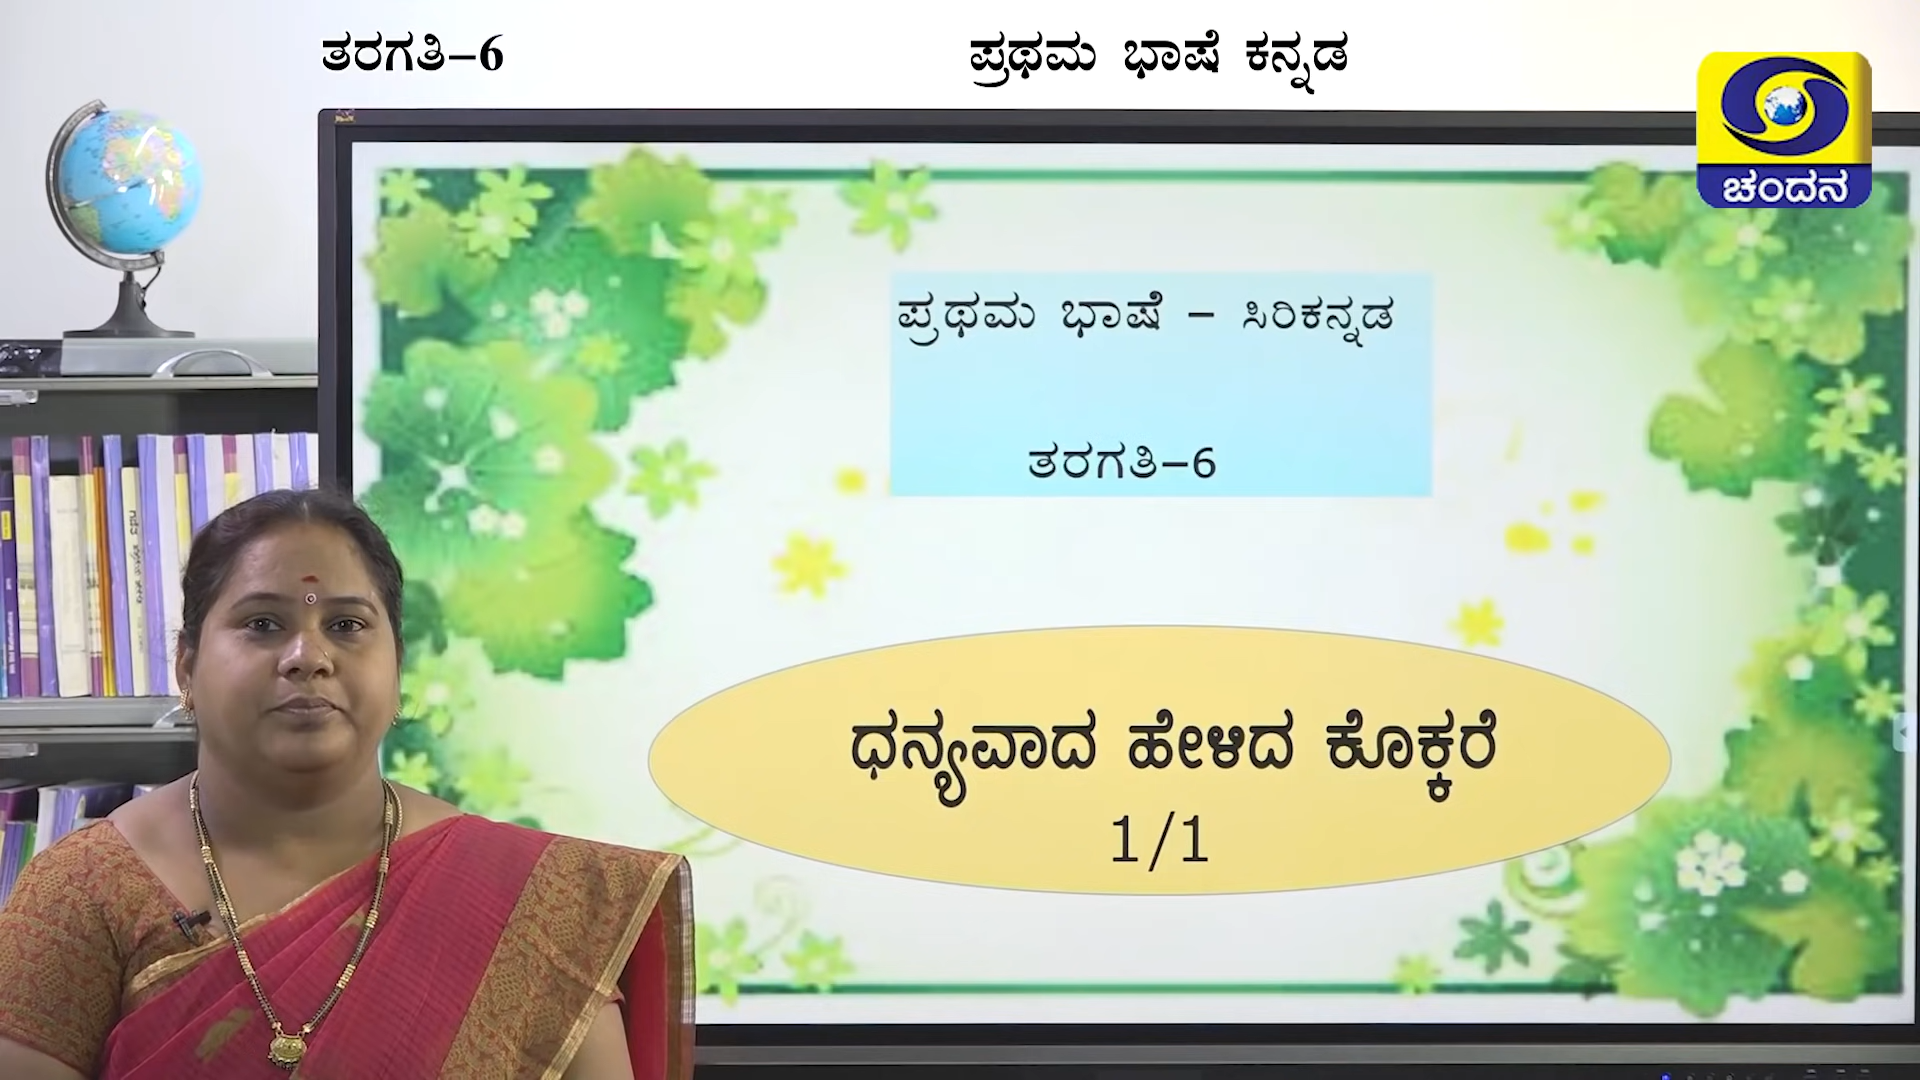 ತರಗತಿ–6
ಪ್ರಥಮ ಭಾಷೆ ಕನ್ನಡ
ಚಂದನ
ಪ್ರಥಮ ಭಾಷೆ – ಸಿರಿಕನ್ನಡ
ತರಗತಿ–6
ಧನ್ಯವಾದ ಹೇಳಿದ ಕೊಕ್ಕರೆ
1/1